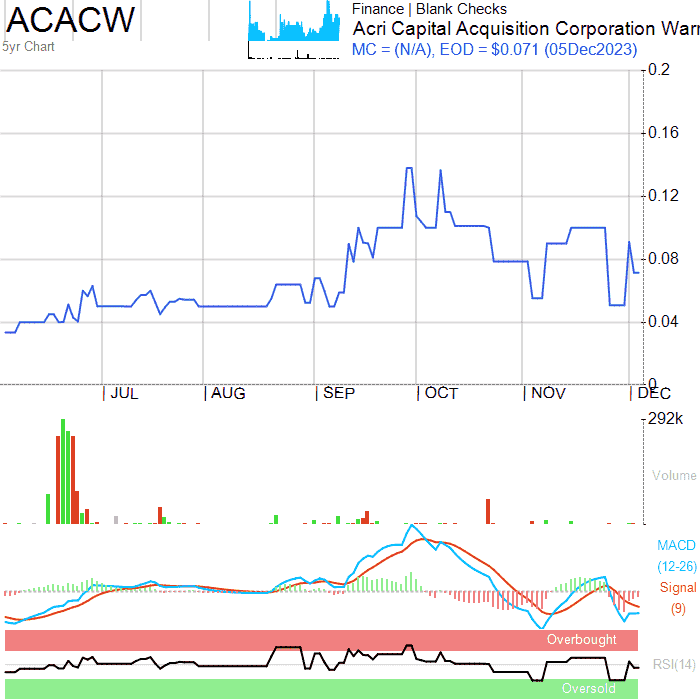 ACACW
5yr Chart
Finance | Blank Checks
Acri Capital Acquisition Corporation Warr
MC = (N/A), EOD = $0.071 (05Dec2023)
0.2
0.16
0.12
0.08
0.04
0
JUL AUG SEP OCT NOV DEC
292k
Volume
MACD
(12-26)
Signal
(9)
Overbought
RSI(14)
Oversold